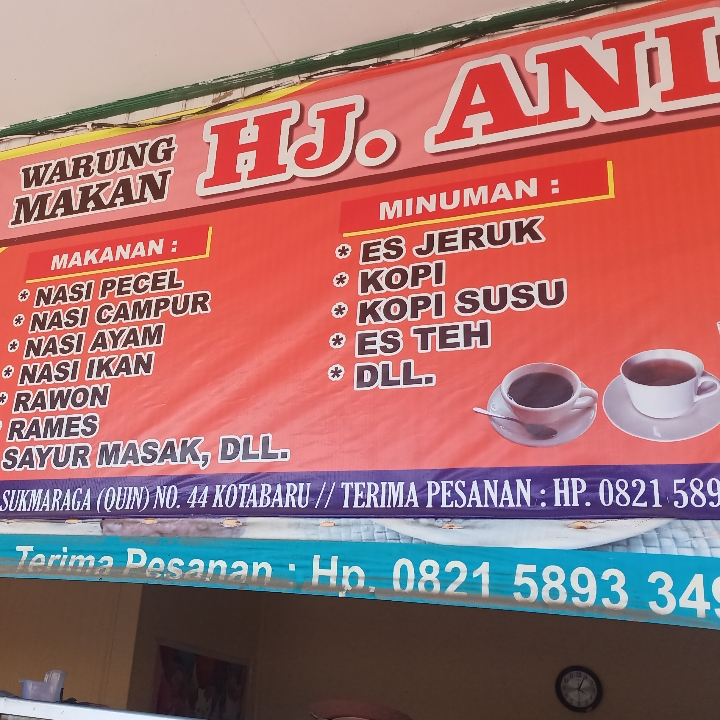 WARUNG
MAKAN
HJ. ANI
MAKANAN :
* NASI PECEL
* NASI CAMPUR
* NASI AYAM
* NASI IKAN
* RAWON
RAMES
SAYUR MASAK, DLL.
MINUMAN :
* ES JERUK
* KOPI
* KOPI SUSU
* ES TEH
* DLL.
SUKMARAGA (QUIN) NO. 44 KOTABARU // TERIMA PESANAN : HP. 0821 589
Terima Pesanan : Hp. 0821 5893 349